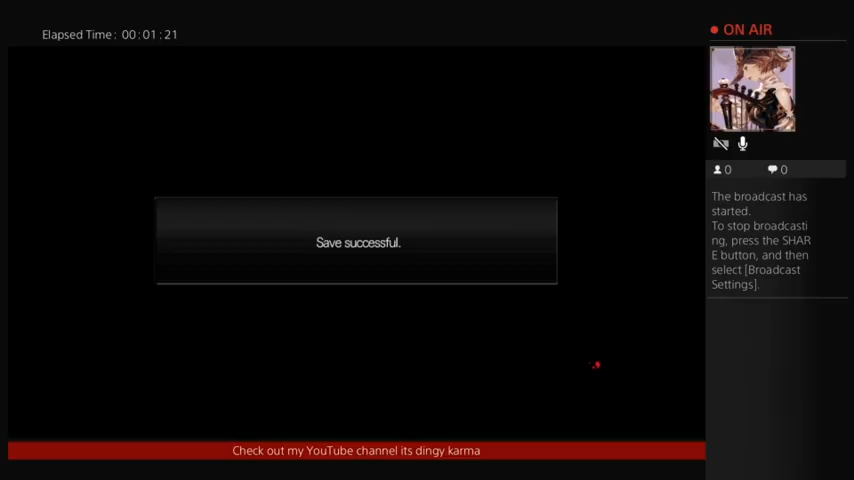 Elapsed Time: 00:01:21
ON AIR
0 0
The broadcast has
started.
To stop broadcasti
ng, press the SHAR
E button, and then
select [Broadcast
Settings].
Save successful.
Check out my YouTube channel its dingy karma